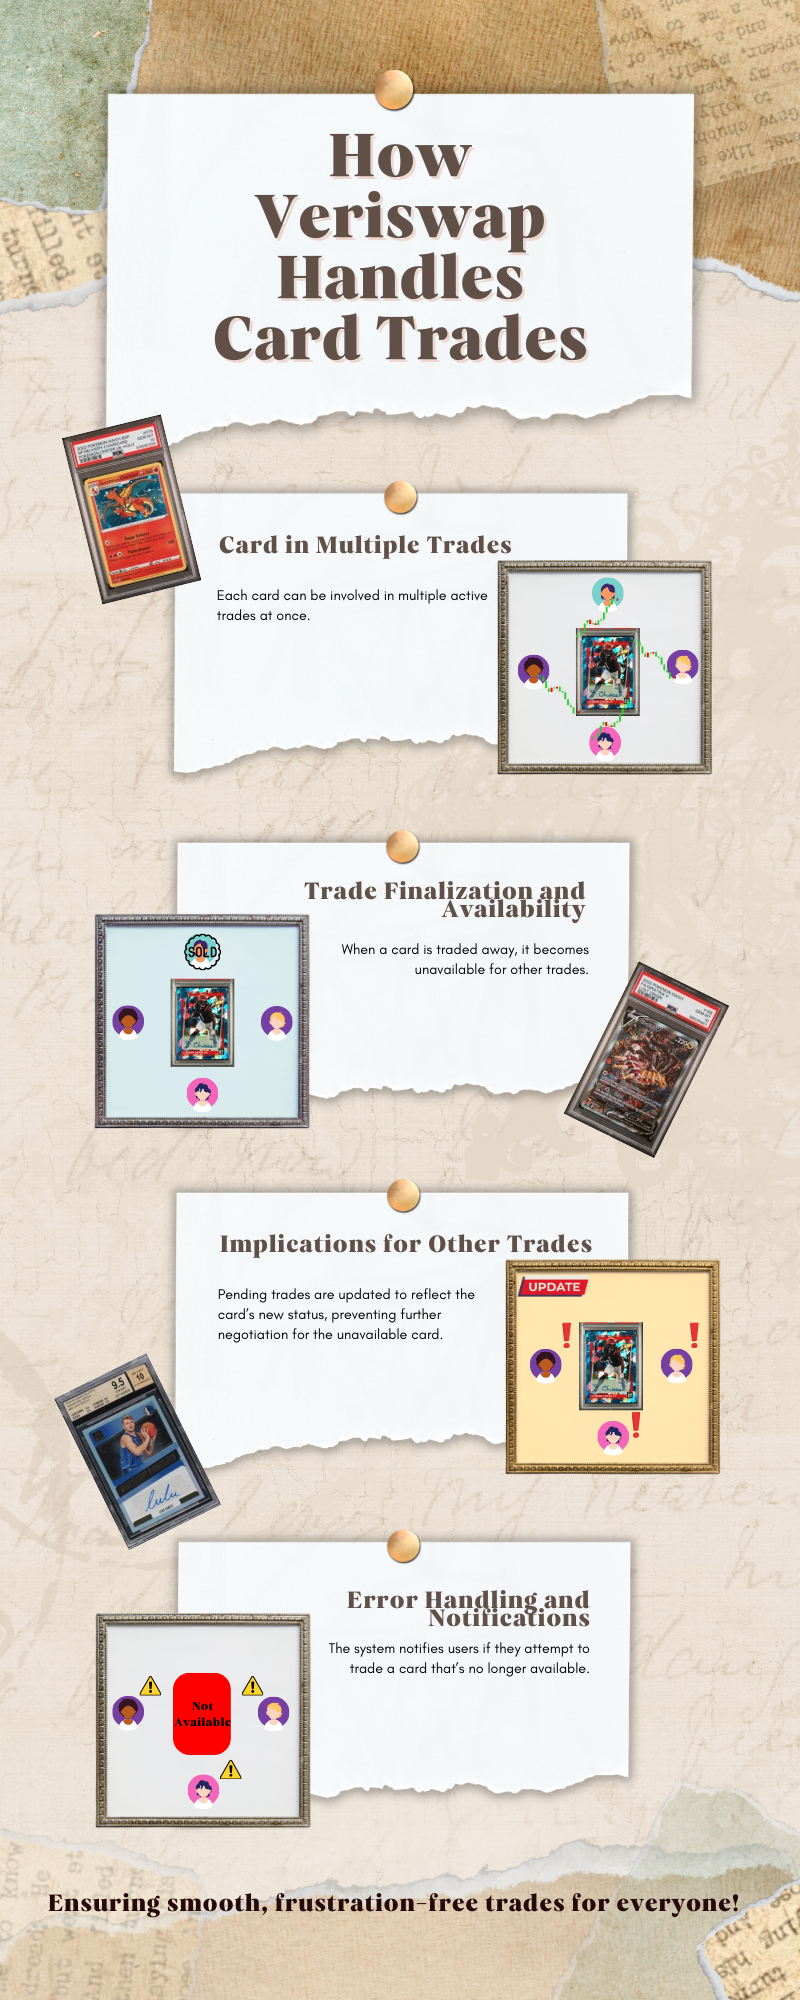 How
Veriswap
Handles
Card Trades
Card in Multiple Trades
Each card can be involved in multiple active
trades at once.
Trade Finalization and
Availability
When a card is traded away, it becomes
unavailable for other trades.
SOLD
Implications for Other Trades
Pending trades are updated to reflect the
card's new status, preventing further
negotiation for the unavailable card.
UPDATE
9.5
10
Error Handling and
Notifications
The system notifies users if they attempt to
trade a card that's no longer available.
Not
Available
Ensuring smooth, frustration-free trades for everyone!